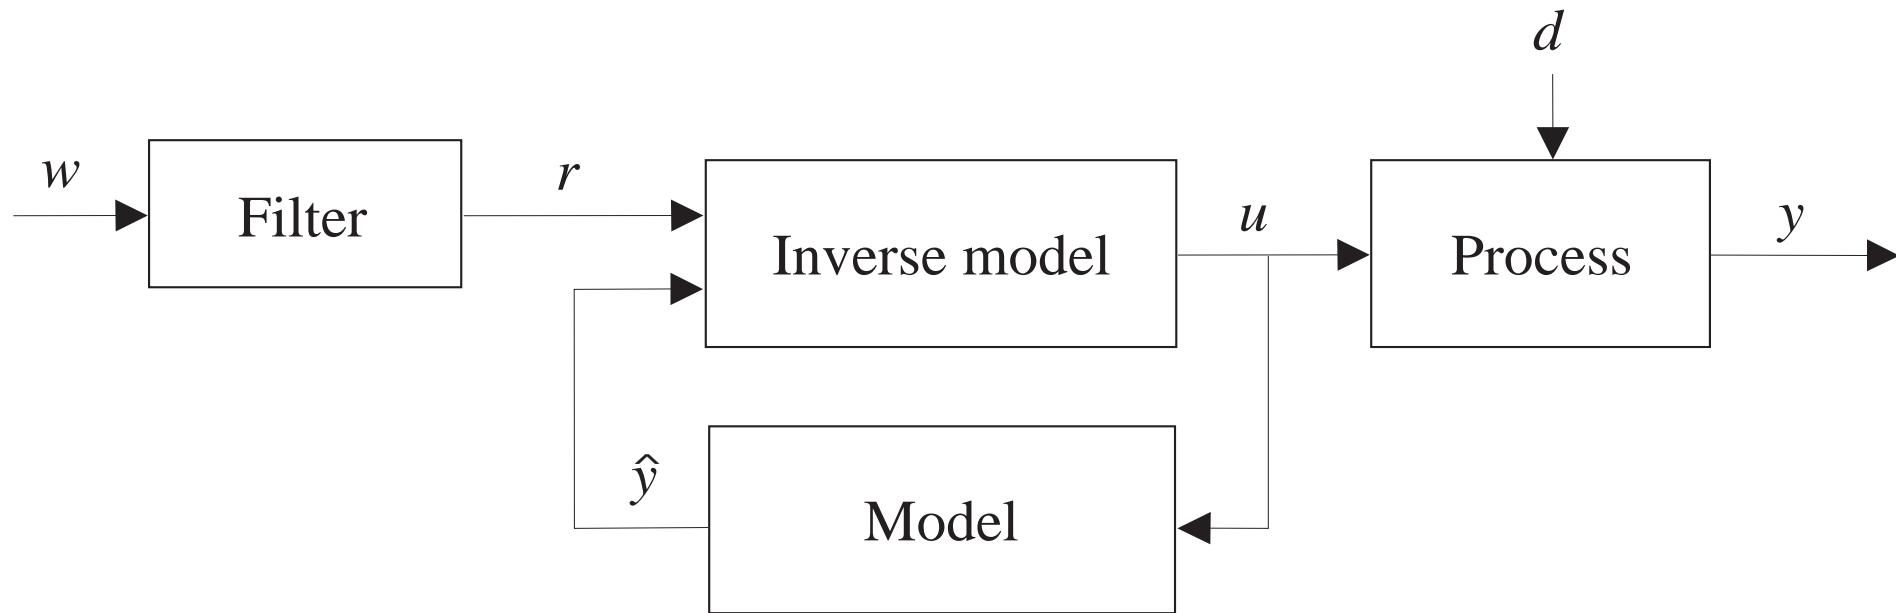 d
w
r
Filter
u
y
Inverse model
Process
ŷ
Model